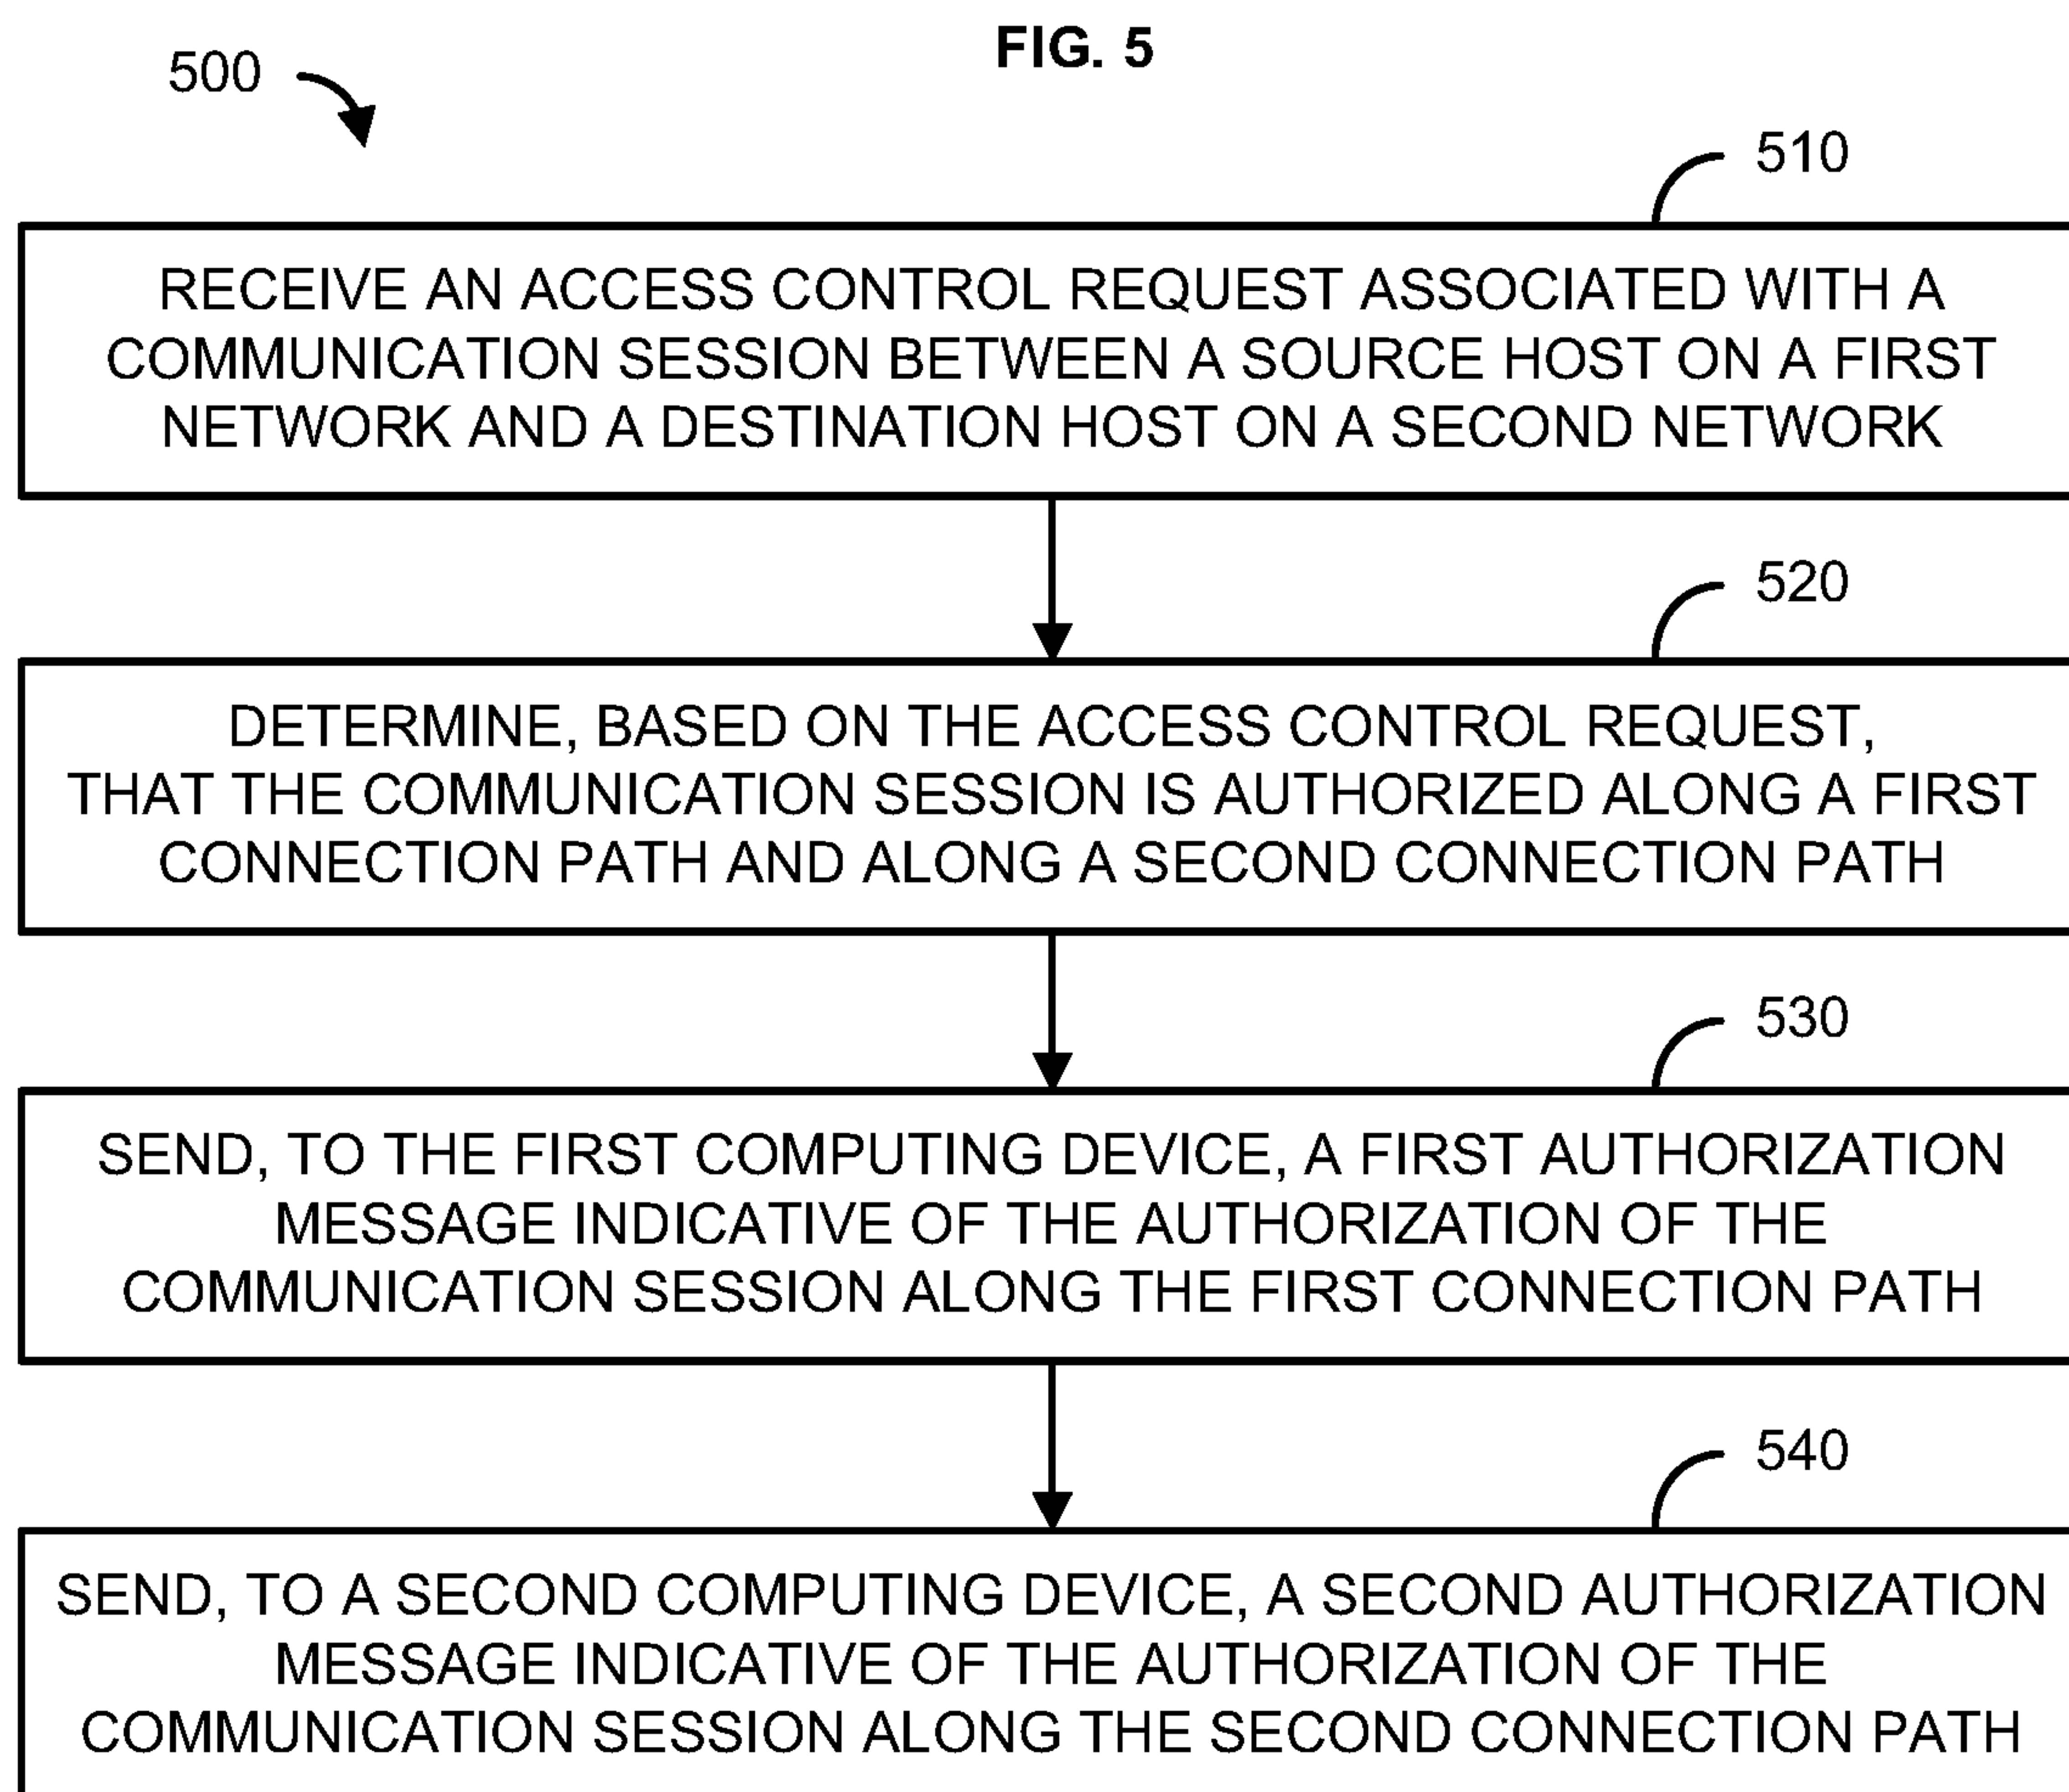 FIG. 5
500
510
RECEIVE AN ACCESS CONTROL REQUEST ASSOCIATED WITH A
COMMUNICATION SESSION BETWEEN A SOURCE HOST ON A FIRST
NETWORK AND A DESTINATION HOST ON A SECOND NETWORK
520
DETERMINE, BASED ON THE ACCESS CONTROL REQUEST,
THAT THE COMMUNICATION SESSION IS AUTHORIZED ALONG A FIRST
CONNECTION PATH AND ALONG A SECOND CONNECTION PATH
530
SEND, TO THE FIRST COMPUTING DEVICE, A FIRST AUTHORIZATION
MESSAGE INDICATIVE OF THE AUTHORIZATION OF THE
COMMUNICATION SESSION ALONG THE FIRST CONNECTION PATH
540
SEND, TO A SECOND COMPUTING DEVICE, A SECOND AUTHORIZATION
MESSAGE INDICATIVE OF THE AUTHORIZATION OF THE
COMMUNICATION SESSION ALONG THE SECOND CONNECTION PATH